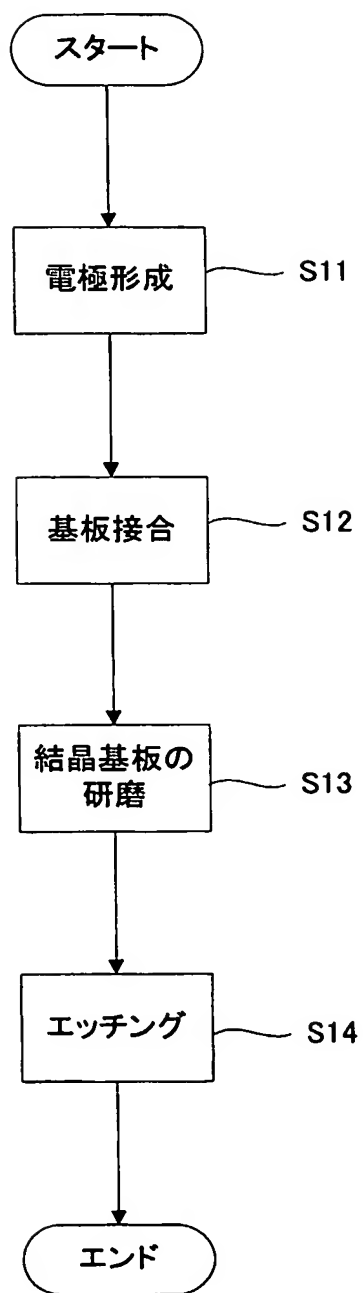 スタート
電極形成
S11
基板接合
S12
結晶基板の
研磨
S13
エッチング
S14
エンド